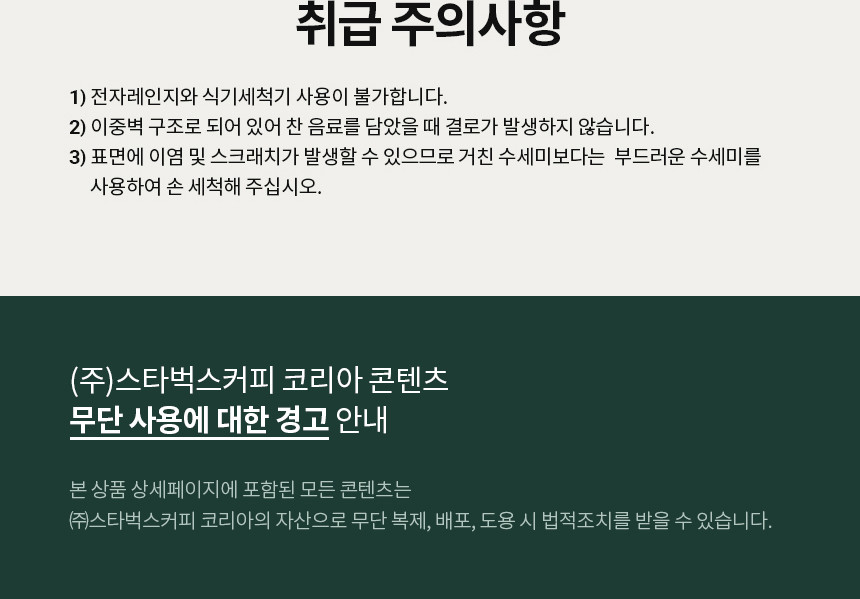 취급 주의사항
1) 전자레인지와 식기세척기 사용이 불가합니다.
2) 이중벽 구조로 되어 있어 찬 음료를 담았을 때 결로가 발생하지 않습니다.
3) 표면에 이염 및 스크래치가 발생할 수 있으므로 거친 수세미보다는 부드러운 수세미를
사용하여 손 세척해 주십시오.
(주)스타벅스커피 코리아 콘텐츠
무단 사용에 대한 경고 안내
본 상품 상세페이지에 포함된 모든 콘텐츠는
㈜스타벅스커피 코리아의 자산으로 무단 복제, 배포, 도용 시 법적조치를 받을 수 있습니다.